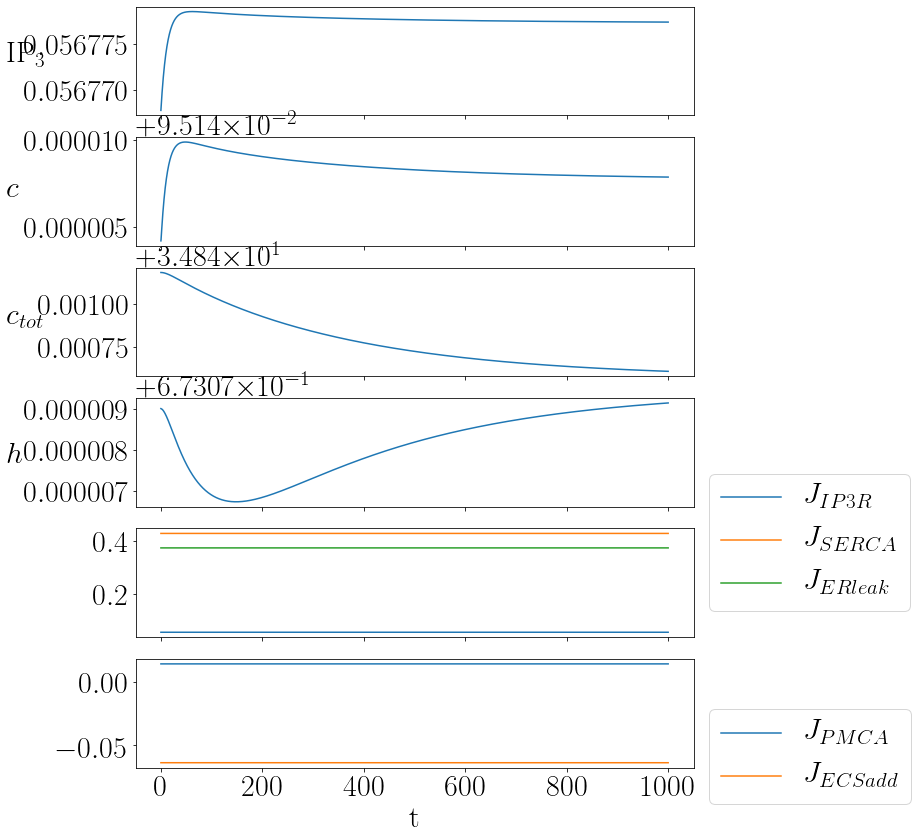 IP₃
0.056775
0.056770
+9.514×10⁻²
0.000010
c
0.000005
+3.484×10¹
0.00100
c_tot
0.00075
+6.7307×10⁻¹
0.000009
h
0.000008
0.000007
0.4
0.2
J_IP3R
J_SERCA
J_ERleak
0.00
−0.05
0 200 400 600 800 1000
t
J_PMCA
J_ECSadd